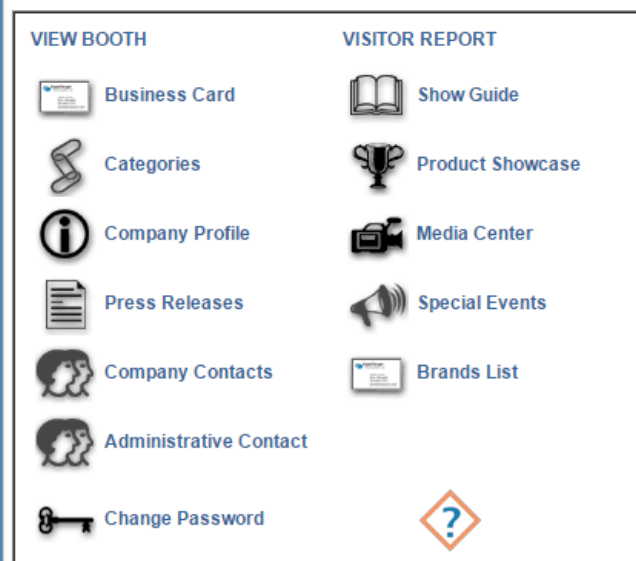 VIEW BOOTH
VISITOR REPORT
Business Card
Show Guide
Categories
Product Showcase
Company Profile
Media Center
Press Releases
Special Events
Company Contacts
Brands List
Administrative Contact
Change Password
?